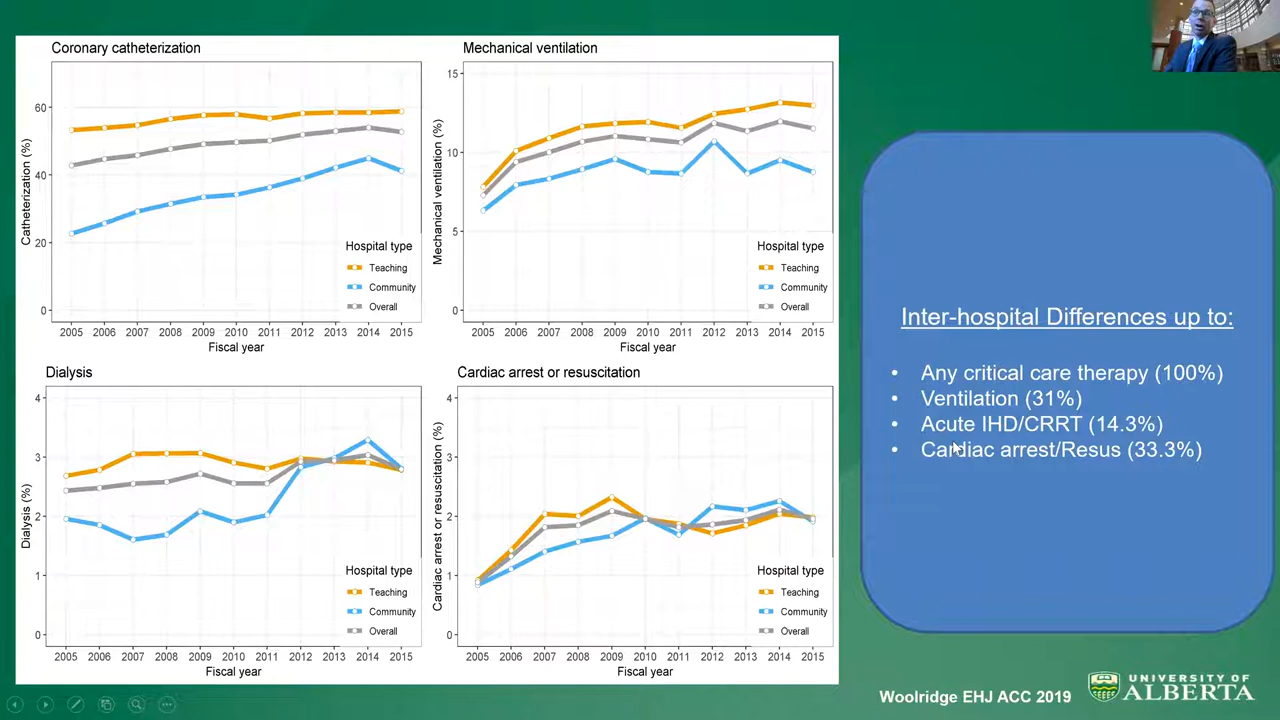 Coronary catheterization
Catheterization (%)
60
40
20
0
Hospital type
Teaching
Community
Overall
2005 2006 2007 2008 2009 2010 2011 2012 2013 2014 2015
Fiscal year
Mechanical ventilation
Mechanical ventilation (%)
15
10
5
0
Hospital type
Teaching
Community
Overall
2005 2006 2007 2008 2009 2010 2011 2012 2013 2014 2015
Fiscal year
Dialysis
Dialysis (%)
4
3
2
1
0
Hospital type
Teaching
Community
Overall
2005 2006 2007 2008 2009 2010 2011 2012 2013 2014 2015
Fiscal year
Cardiac arrest or resuscitation
Cardiac arrest or resuscitation (%)
4
3
2
1
0
Hospital type
Teaching
Community
Overall
2005 2006 2007 2008 2009 2010 2011 2012 2013 2014 2015
Fiscal year
Inter-hospital Differences up to:
• Any critical care therapy (100%)
• Ventilation (31%)
• Acute IHD/CRRT (14.3%)
• Cardiac arrest/Resus (33.3%)
Woolridge EHJ ACC 2019
UNIVERSITY OF
ALBERTA